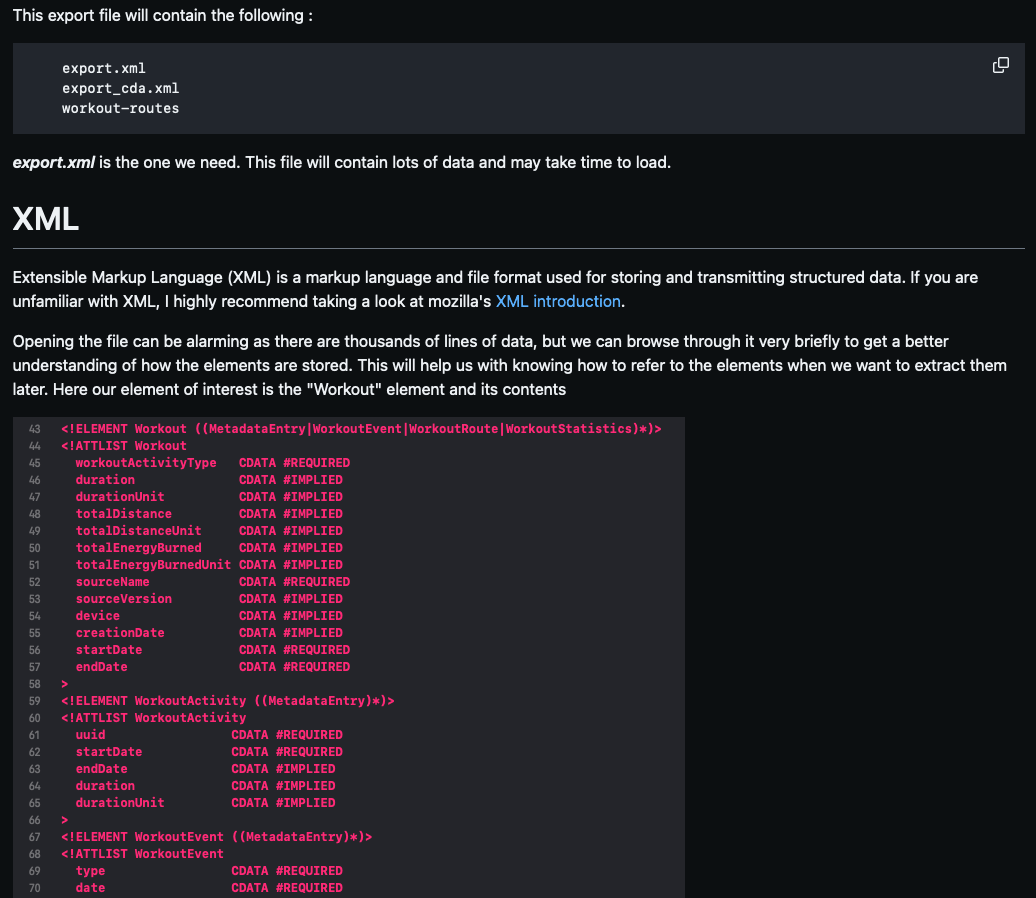 This export file will contain the following :
export.xml
export_cda.xml
workout-routes
export.xml is the one we need. This file will contain lots of data and may take time to load.
XML
Extensible Markup Language (XML) is a markup language and file format used for storing and transmitting structured data. If you are
unfamiliar with XML, I highly recommend taking a look at mozilla's XML introduction.
Opening the file can be alarming as there are thousands of lines of data, but we can browse through it very briefly to get a better
understanding of how the elements are stored. This will help us with knowing how to refer to the elements when we want to extract them
later. Here our element of interest is the "Workout" element and its contents
43 <!ELEMENT Workout ((MetadataEntry|WorkoutEvent|WorkoutRoute|WorkoutStatistics)*)>
44 <!ATTLIST Workout
45 workoutActivityType CDATA #REQUIRED
46 duration CDATA #IMPLIED
47 durationUnit CDATA #IMPLIED
48 totalDistance CDATA #IMPLIED
49 totalDistanceUnit CDATA #IMPLIED
50 totalEnergyBurned CDATA #IMPLIED
51 totalEnergyBurnedUnit CDATA #IMPLIED
52 sourceName CDATA #REQUIRED
53 sourceVersion CDATA #IMPLIED
54 device CDATA #IMPLIED
55 creationDate CDATA #IMPLIED
56 startDate CDATA #REQUIRED
57 endDate CDATA #REQUIRED
58 >
59 <!ELEMENT WorkoutActivity ((MetadataEntry)*)>
60 <!ATTLIST WorkoutActivity
61 uuid CDATA #REQUIRED
62 startDate CDATA #REQUIRED
63 endDate CDATA #IMPLIED
64 duration CDATA #IMPLIED
65 durationUnit CDATA #IMPLIED
66 >
67 <!ELEMENT WorkoutEvent ((MetadataEntry)*)>
68 <!ATTLIST WorkoutEvent
69 type CDATA #REQUIRED
70 date CDATA #REQUIRED